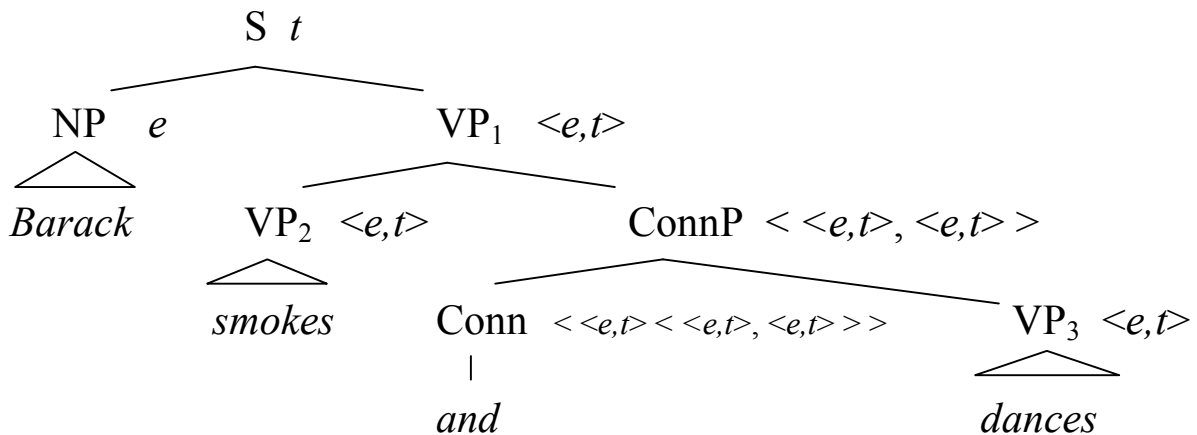 S t
NP e VP₁ <e,t>
Barack VP₂ <e,t> ConnP < <e,t>, <e,t> >
smokes Conn < <e,t> < <e,t>, <e,t> > > VP₃ <e,t>
and dances